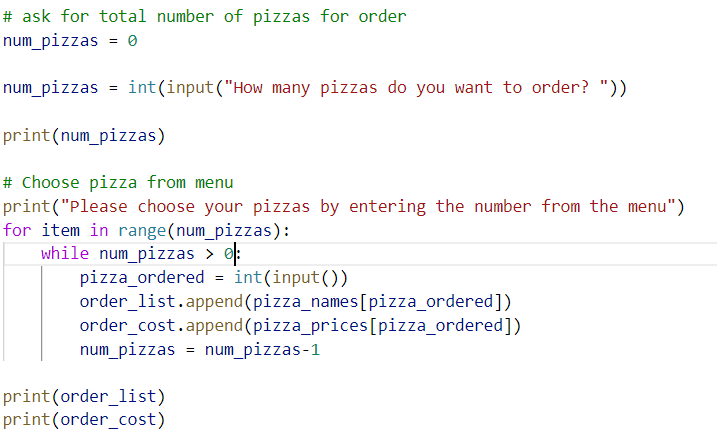 # ask for total number of pizzas for order
num_pizzas = 0
num_pizzas = int(input("How many pizzas do you want to order? "))
print(num_pizzas)
# Choose pizza from menu
print("Please choose your pizzas by entering the number from the menu")
for item in range(num_pizzas):
    while num_pizzas > 0:
        pizza_ordered = int(input())
        order_list.append(pizza_names[pizza_ordered])
        order_cost.append(pizza_prices[pizza_ordered])
        num_pizzas = num_pizzas-1
print(order_list)
print(order_cost)